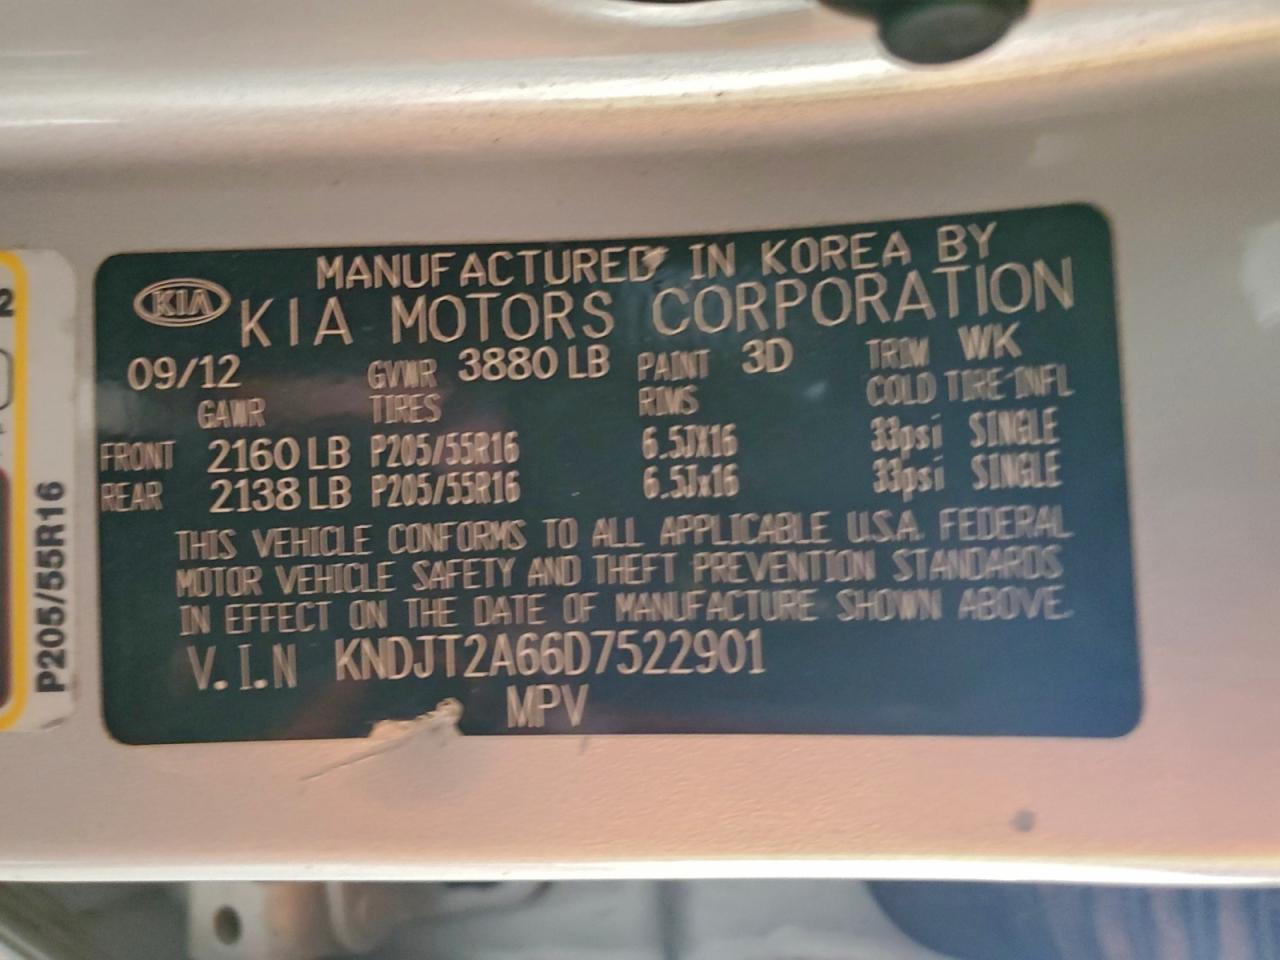 MANUFACTURED IN KOREA BY
KIA KIA MOTORS CORPORATION
09/12 GVWR 3880 LB PAINT 3D TRIM WK
GAWR TIRES RIMS COLD TIRE-INFL
FRONT 2160 LB P205/55R16 6.5JX16 33psi SINGLE
REAR 2138 LB P205/55R16 6.5Jx16 33psi SINGLE
THIS VEHICLE CONFORMS TO ALL APPLICABLE U.S.A. FEDERAL
MOTOR VEHICLE SAFETY AND THEFT PREVENTION STANDARDS
IN EFFECT ON THE DATE OF MANUFACTURE SHOWN ABOVE.
V.I.N KNDJT2A66D7522901
MPV
P205/55R16
2